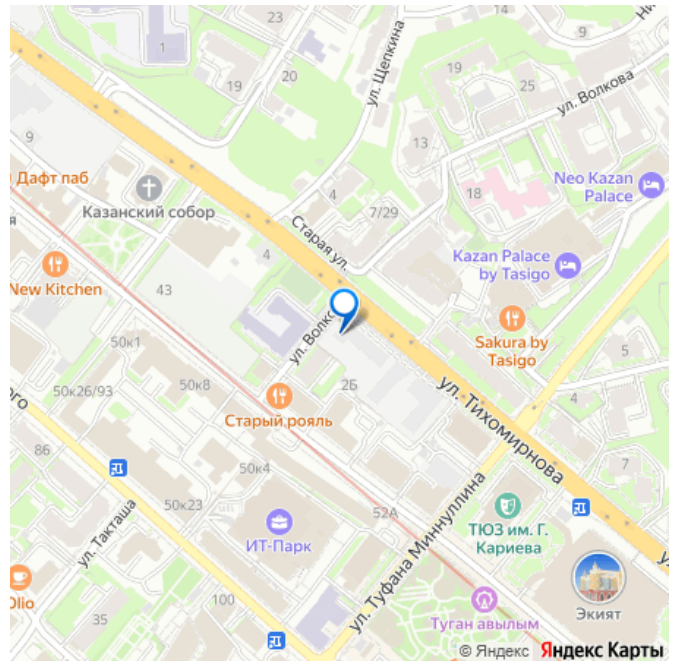 23
1
19
20
ул. Щепкина
19
25
9
ул. Волкова
9
13
Дафт паб
Казанский собор
4
7/29
18
Neo Kazan
Palace
я
Старая ул.
4
Kazan Palace
by Tasigo
New Kitchen
43
ул. Волко
Sakura by
Tasigo
5
50к1
50к26/93
50к8
2Б
4
ого
Старый рояль
ул. Тихомирнова
86
50к4
7
50к23
52А
ТЮЗ им. Г.
Кариева
ул. Такташа
ИТ-Парк
ул. Туфана Миннуллина
Olio
100
35
Туган авылым
Экият
© Яндекс Яндекс Карты